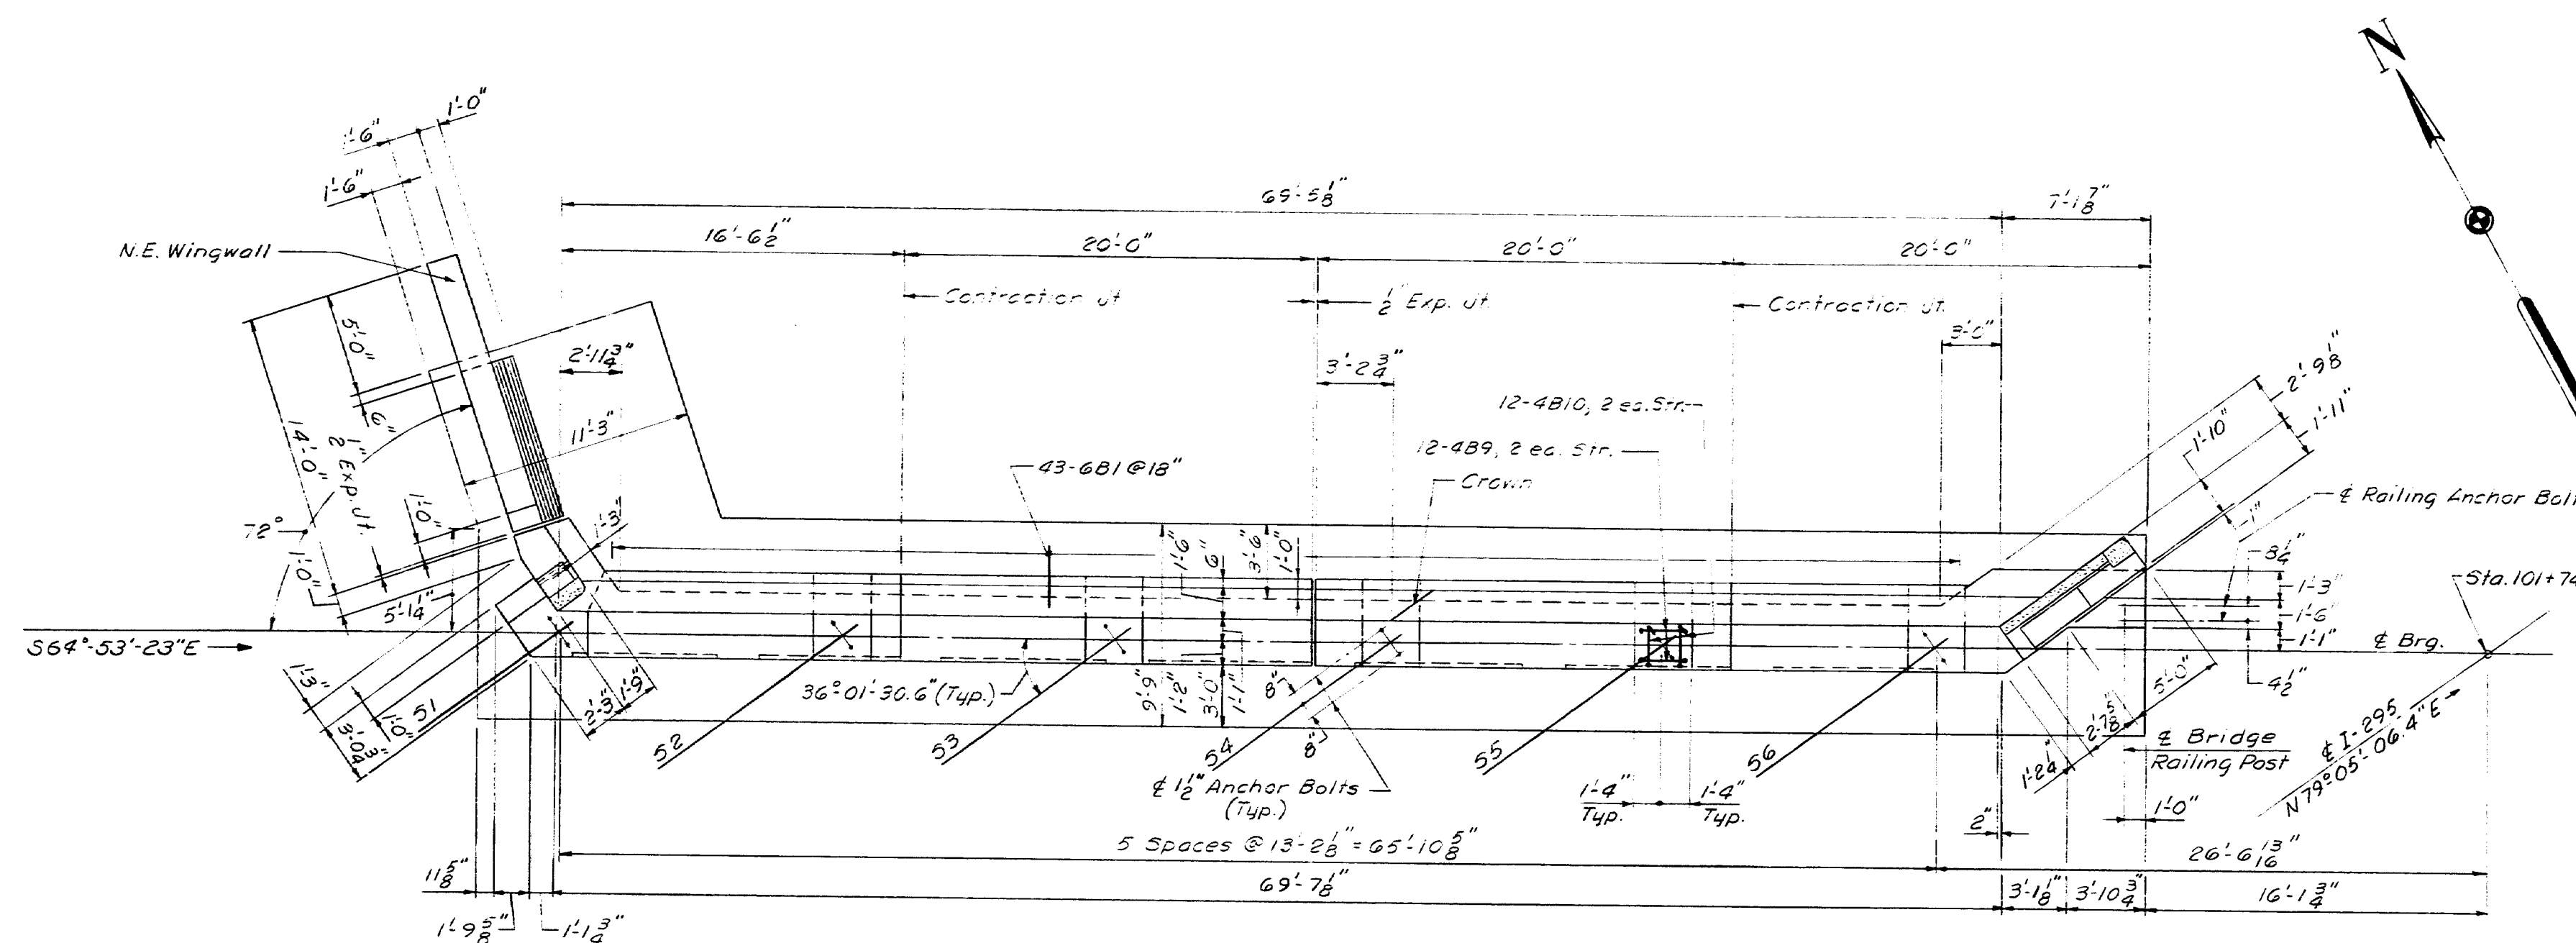 N
1'-0"
1'-6"
1'-6"
69'-5 1/8"
7'-1 7/8"
N.E. Wingwall
16'-6 1/2"
20'-0"
20'-0"
20'-0"
Contraction Jt.
1/2" Exp. Jt.
Contraction Jt.
5'-0"
6"
14'-0"
1/2" Exp. Jt.
2'-11 3/4"
11'-3"
3'-2 3/4"
3'-0"
2'-9 1/8"
1'-11"
1'-10"
1"
12-4B10, 2 ea. Str.
12-4B9, 2 ea. Str.
43-6B1 @ 18"
Crown
℄ Railing Anchor Bolt
72°
1'-0"
1'-0"
5'-1 1/4"
1'-3"
1'-6"
6"
3'-6"
1'-0"
8 1/4"
1'-3"
1'-6"
1'-1"
Sta. 101+74
S64°-53'-23"E
℄ Brg.
4 1/2"
1'-3"
3'-0 3/4"
1'-0"
51
2'-3"
1'-9"
36°-01'-30.6" (Typ.)
9'-9"
1'-2"
3'-0"
1'-1"
8"
8"
52
53
54
55
56
℄ 1 1/2" Anchor Bolts
(Typ.)
1'-4"
Typ.
1'-4"
Typ.
5'-0"
2'-7 5/8"
1'-2 1/4"
℄ Bridge
Railing Post
℄ I-295
N79°-05'-06.4"E
2"
1'-0"
5 Spaces @ 13'-2 1/8" = 65'-10 5/8"
26'-6 13/16"
11 5/8"
69'-7 1/8"
3'-1 1/8"
3'-10 3/4"
16'-1 3/4"
1'-9 5/8"
1'-1 3/4"